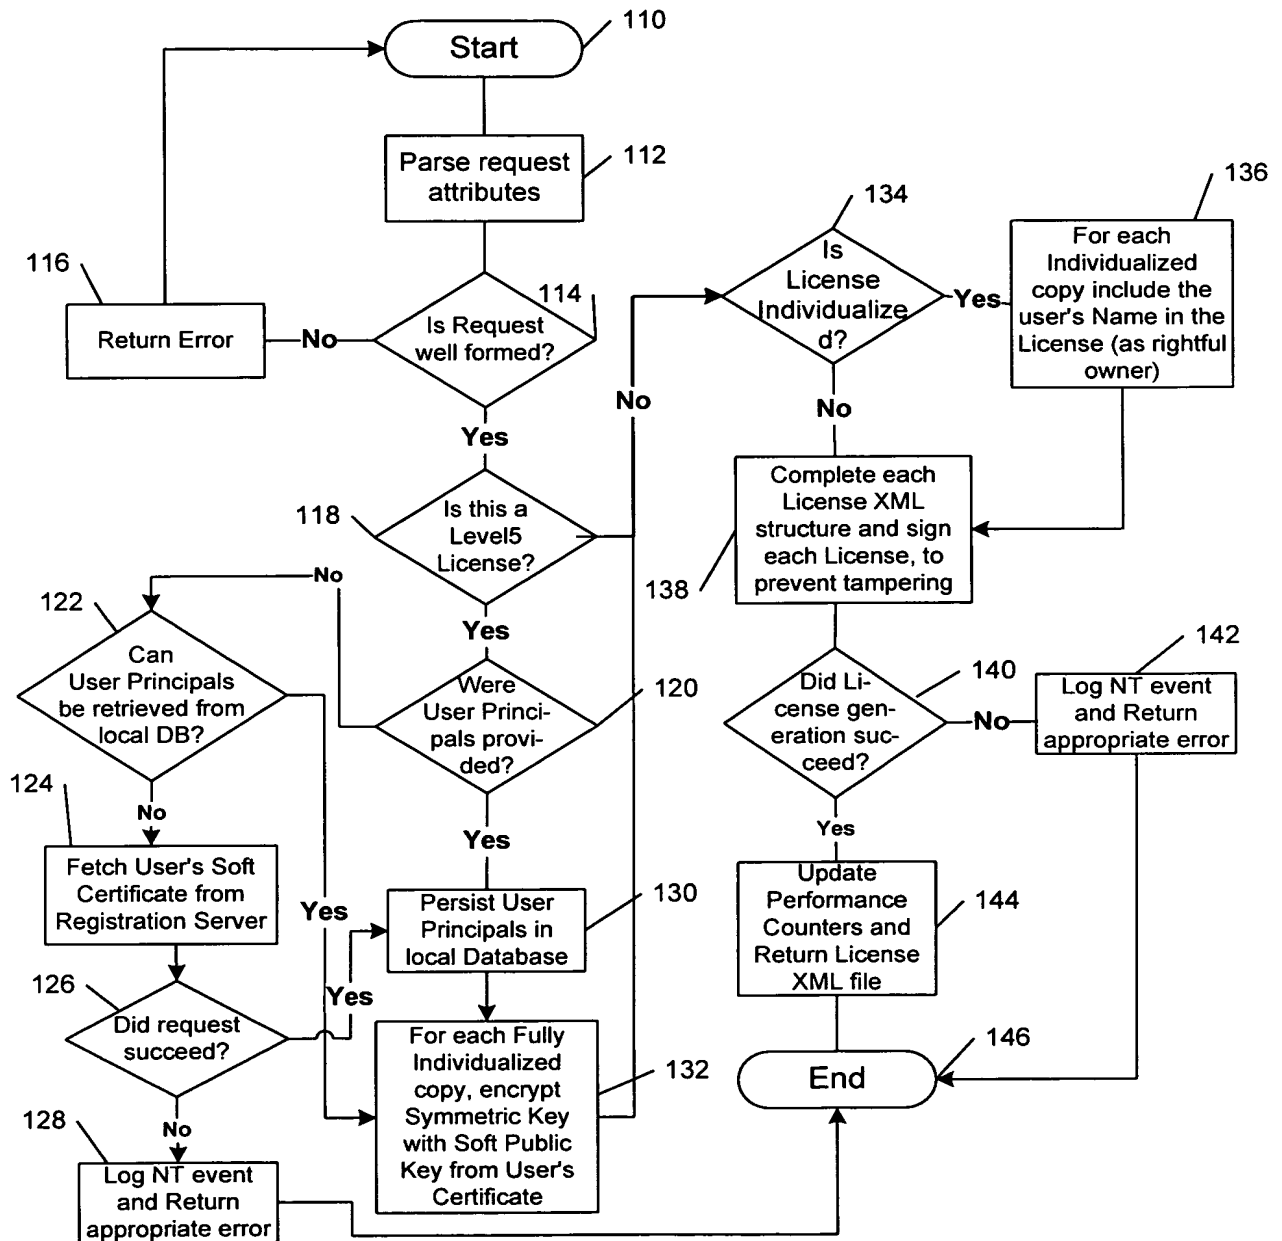 Start
110
Parse request
attributes
112
116
Return Error
No
Is Request
well formed?
114
Yes
118
Is this a
Level5
License?
No
Yes
No
122
Can
User Principals
be retrieved from
local DB?
Were
User Princi-
pals provi-
ded?
120
124
No
Yes
Fetch User's Soft
Certificate from
Registration Server
Yes
Persist User
Principals in
local Database
130
126
Did request
succeed?
Yes
For each Fully
Individualized
copy, encrypt
Symmetric Key
with Soft Public
Key from User's
Certificate
132
128
No
Log NT event
and Return
appropriate error
134
Is
License
Individualize
d?
Yes
136
For each
Individualized
copy include the
user's Name in the
License (as rightful
owner)
No
Complete each
License XML
structure and sign
each License, to
prevent tampering
138
Did Li-
cense gen-
eration suc-
ceed?
140
No
142
Log NT event
and Return
appropriate error
Yes
Update
Performance
Counters and
Return License
XML file
144
End
146